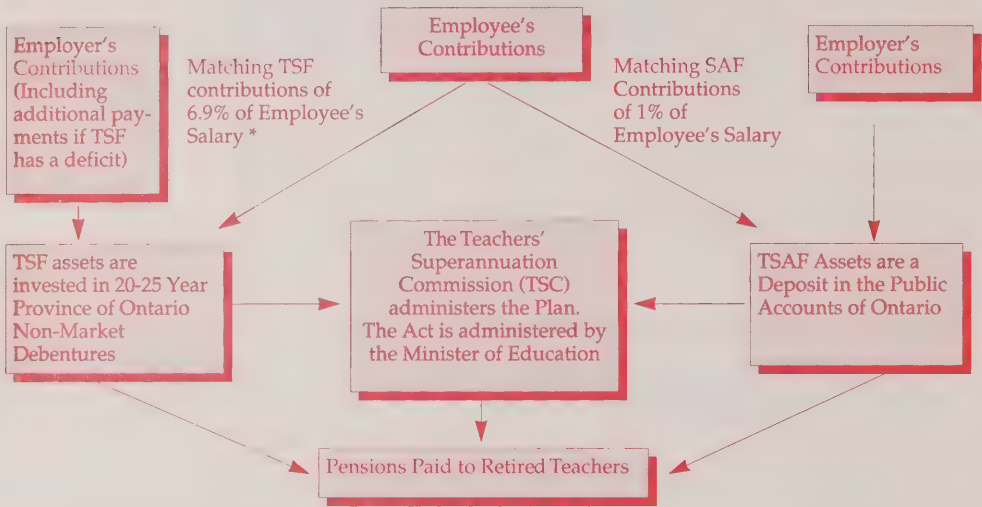 Employer's
Contributions
(Including
additional pay-
ments if TSF
has a deficit)
Matching TSF
contributions of
6.9% of Employee's
Salary *
Employee's
Contributions
Matching SAF
Contributions
of 1% of
Employee's Salary
Employer's
Contributions
TSF assets are
invested in 20-25 Year
Province of Ontario
Non-Market
Debentures
The Teachers'
Superannuation
Commission (TSC)
administers the Plan.
The Act is administered by
the Minister of Education
TSAF Assets are a
Deposit in the Public
Accounts of Ontario
Pensions Paid to Retired Teachers